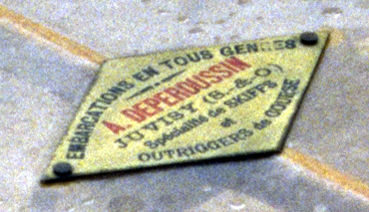 EMBARCATIONS EN TOUS GENRES
A. DEPERDUSSIN
JUVISY (S.-&-O)
Spécialité de SKIFFS
et
OUTRIGGERS de COURSE